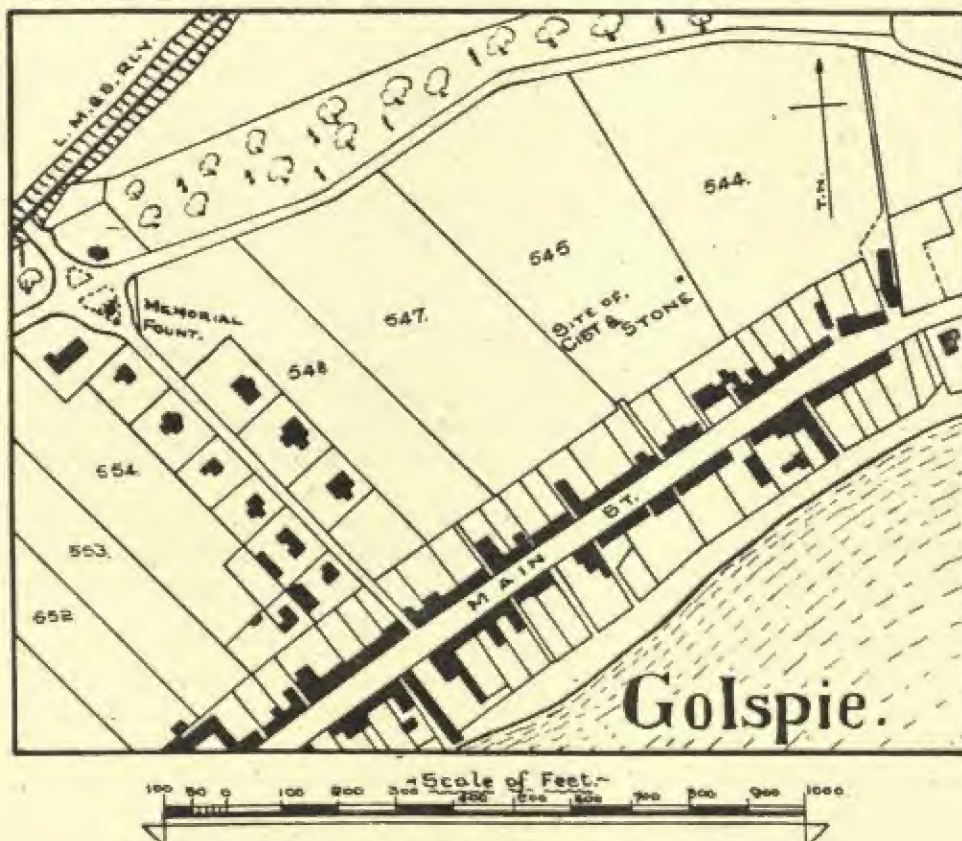 L.M.&S. RLY.
T.N.
544.
545
SITE OF
CIST &
STONE
547.
MEMORIAL
FOUNT.
548
554.
553.
552
MAIN ST.
Golspie.
Scale of Feet.
100 50 0 100 200 300 400 500 600 700 800 900 1000